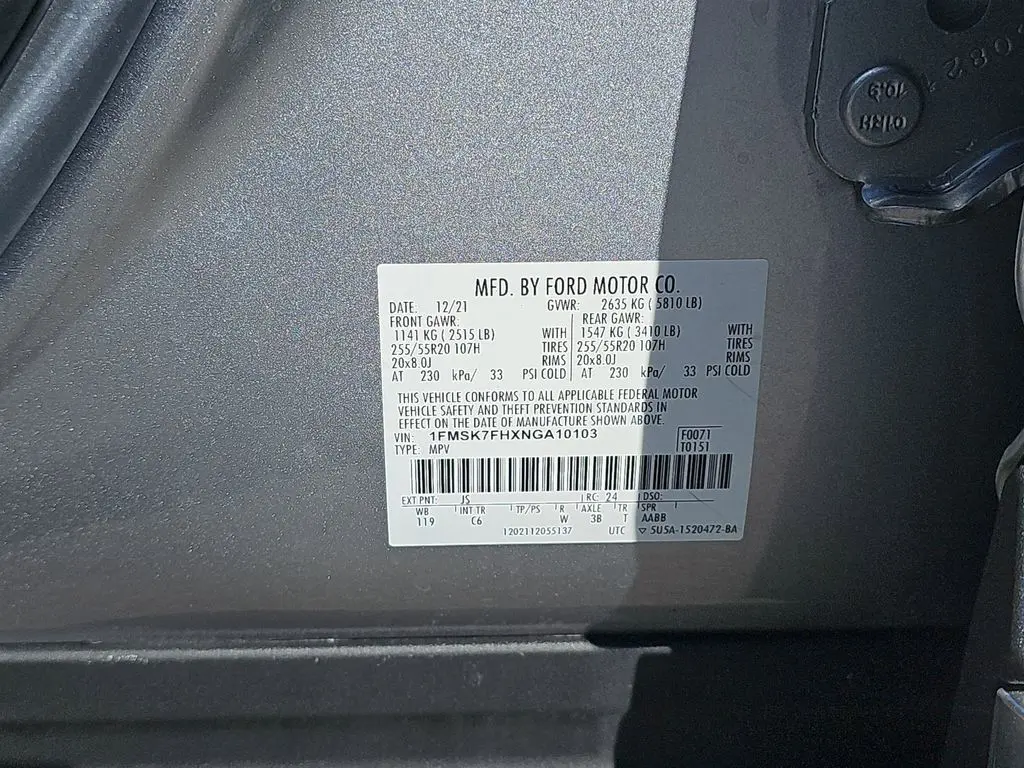 MFD. BY FORD MOTOR CO.
DATE: 12/21 GVWR: 2635 KG ( 5810 LB)
FRONT GAWR: REAR GAWR:
1141 KG ( 2515 LB) WITH 1547 KG ( 3410 LB) WITH
255/55R20 107H TIRES 255/55R20 107H TIRES
20x8.0J RIMS 20x8.0J RIMS
AT 230 kPa/ 33 PSI COLD AT 230 kPa/ 33 PSI COLD
THIS VEHICLE CONFORMS TO ALL APPLICABLE FEDERAL MOTOR
VEHICLE SAFETY AND THEFT PREVENTION STANDARDS IN
EFFECT ON THE DATE OF MANUFACTURE SHOWN ABOVE.
VIN: 1FMSK7FHXNGA10103 F0071
TYPE: MPV T0151
EXT PNT: JS RC: 24 DSO:
WB INT TR TP/PS R AXLE TR SPR
119 C6 W 3B T AABB
1202112055137 UTC ▽ 5U5A-1520472-BA
10.9